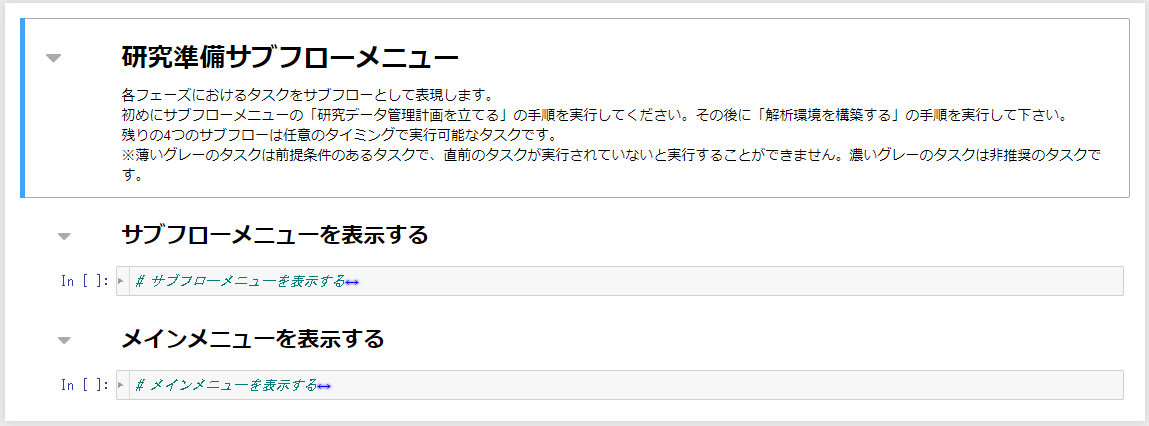 研究準備サブフローメニュー
各フェーズにおけるタスクをサブフローとして表現します。
初めにサブフローメニューの「研究データ管理計画を立てる」の手順を実行してください。その後に「解析環境を構築する」の手順を実行して下さい。
残りの4つのサブフローは任意のタイミングで実行可能なタスクです。
※薄いグレーのタスクは前提条件のあるタスクで、直前のタスクが実行されていないと実行することができません。濃いグレーのタスクは非推奨のタスクで
す。
サブフローメニューを表示する
In [ ]: # サブフローメニューを表示する↔
メインメニューを表示する
In [ ]: # メインメニューを表示する↔